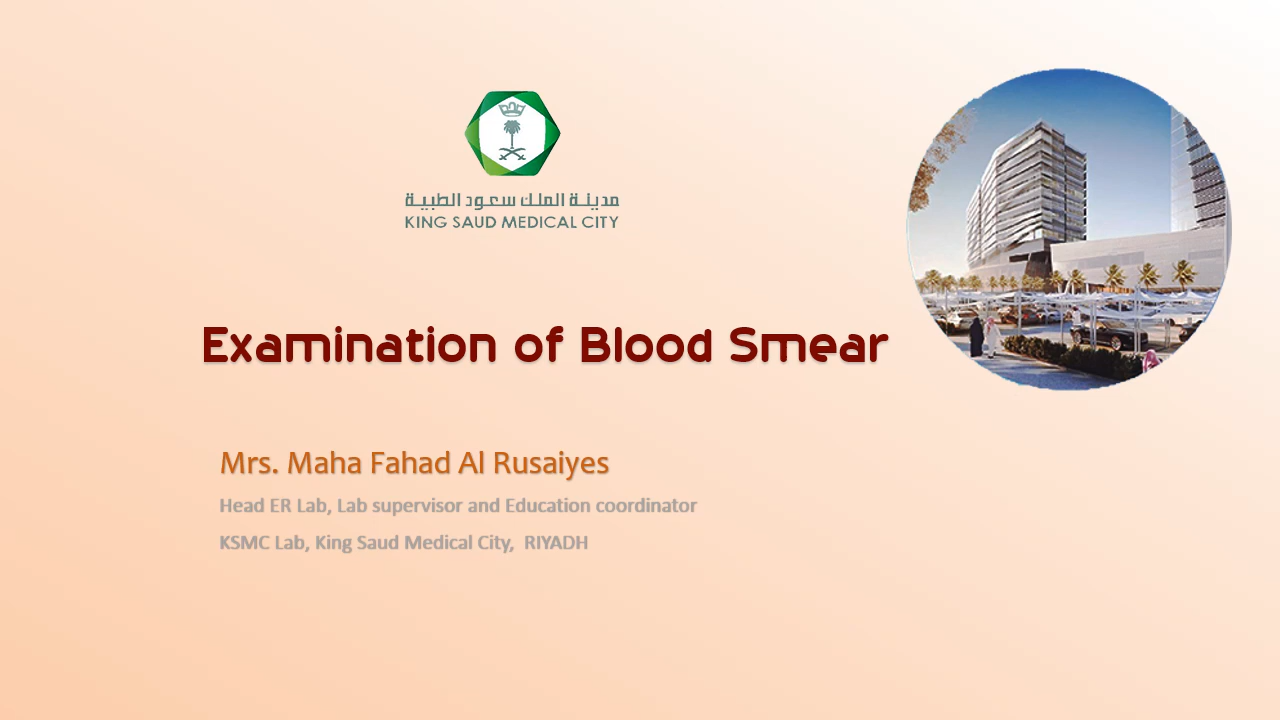 مدينة الملك سعود الطبية
KING SAUD MEDICAL CITY
Examination of Blood Smear
Mrs. Maha Fahad Al Rusaiyes
Head ER Lab, Lab supervisor and Education coordinator
KSMC Lab, King Saud Medical City, RIYADH